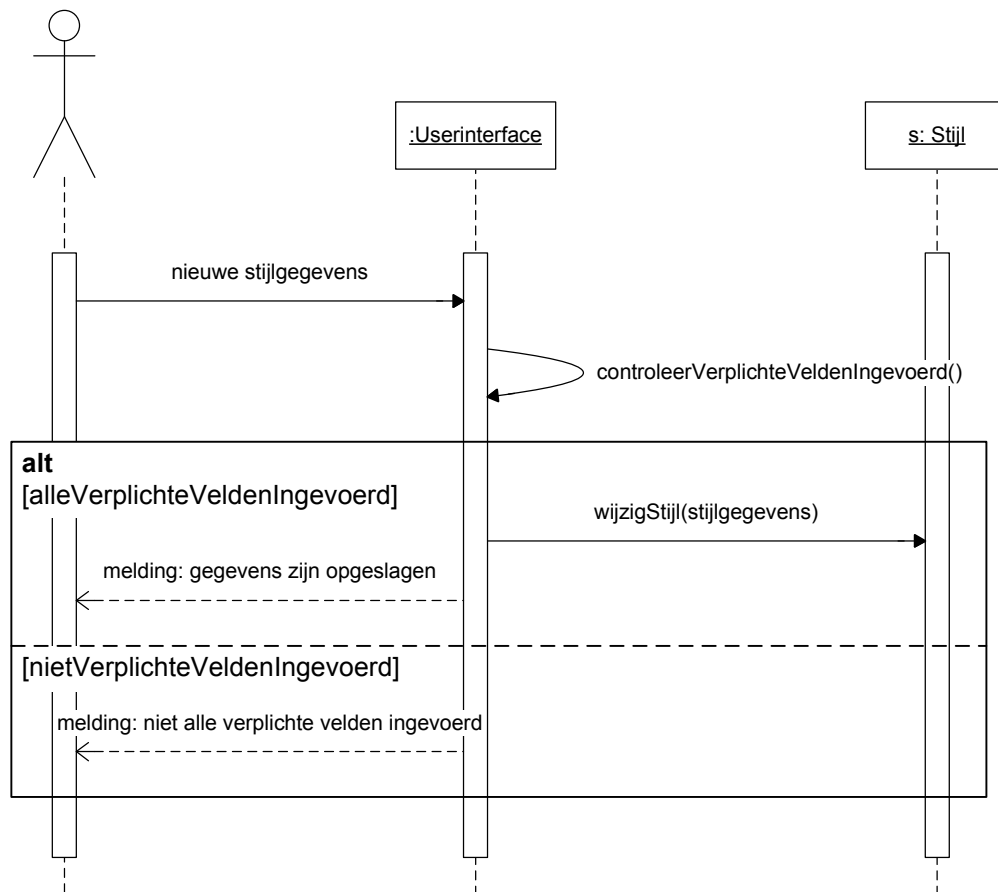 :Userinterface
s: Stijl
nieuwe stijlgegevens
controleerVerplichteVeldenIngevoerd()
alt
[alleVerplichteVeldenIngevoerd]
wijzigStijl(stijlgegevens)
melding: gegevens zijn opgeslagen
[nietVerplichteVeldenIngevoerd]
melding: niet alle verplichte velden ingevoerd